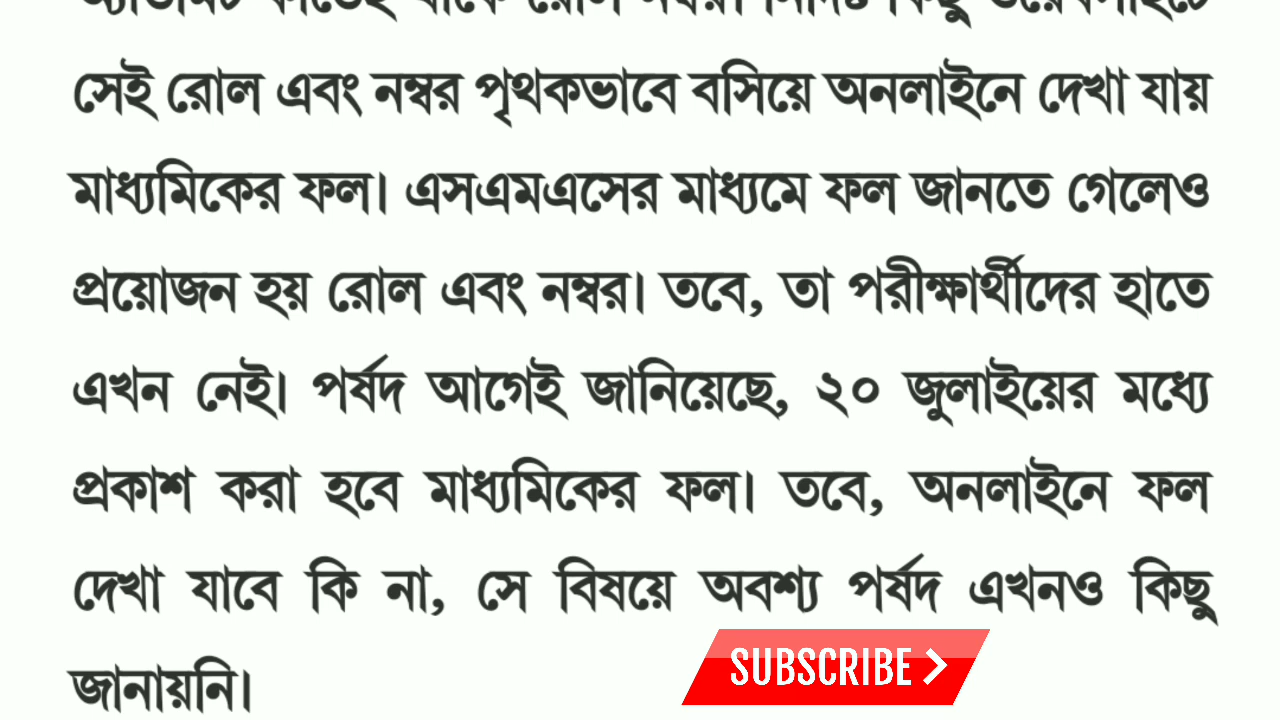 সেই রোল এবং নম্বর পৃথকভাবে বসিয়ে অনলাইনে দেখা যায়
মাধ্যমিকের ফল। এসএমএসের মাধ্যমে ফল জানতে গেলেও
প্রয়োজন হয় রোল এবং নম্বর। তবে, তা পরীক্ষার্থীদের হাতে
এখন নেই। পর্ষদ আগেই জানিয়েছে, ২০ জুলাইয়ের মধ্যে
প্রকাশ করা হবে মাধ্যমিকের ফল। তবে, অনলাইনে ফল
দেখা যাবে কি না, সে বিষয়ে অবশ্য পর্ষদ এখনও কিছু
জানায়নি।
SUBSCRIBE